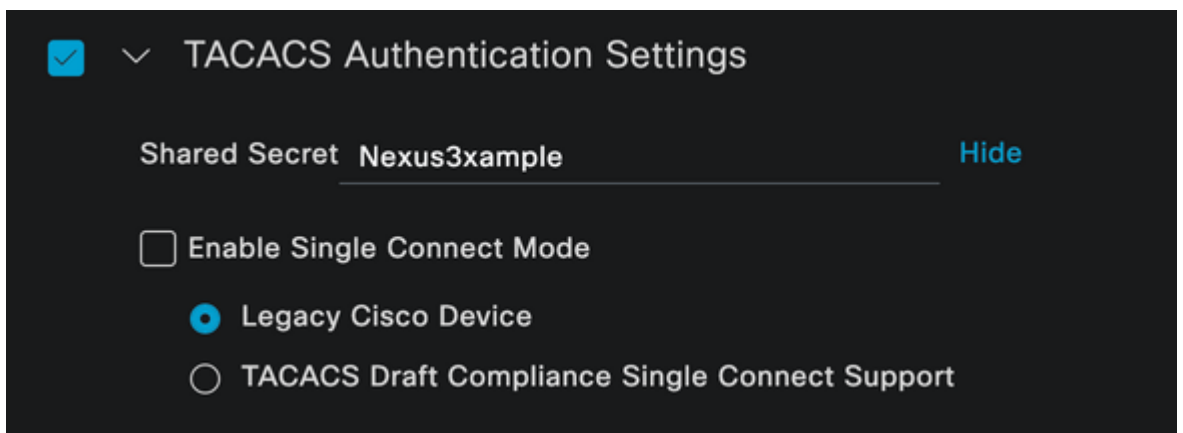 TACACS Authentication Settings
Shared Secret Nexus3xample Hide
Enable Single Connect Mode
Legacy Cisco Device
TACACS Draft Compliance Single Connect Support